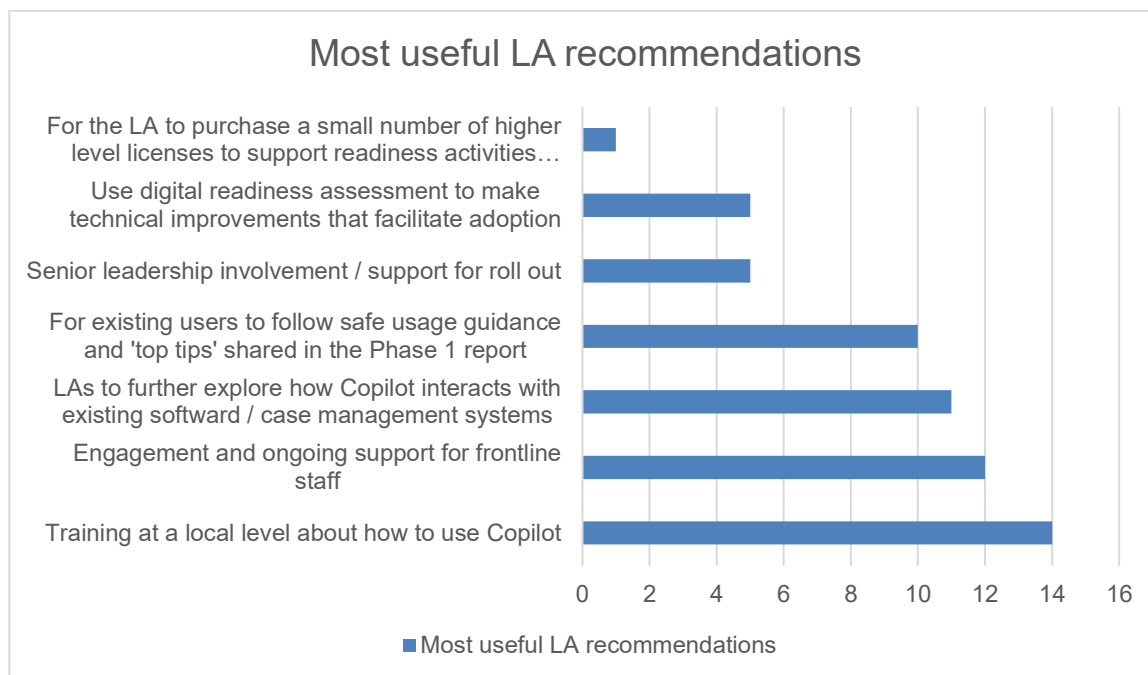 Most useful LA recommendations
For the LA to purchase a small number of higher
level licenses to support readiness activities…
Use digital readiness assessment to make
technical improvements that facilitate adoption
Senior leadership involvement / support for roll out
For existing users to follow safe usage guidance
and 'top tips' shared in the Phase 1 report
LAs to further explore how Copilot interacts with
existing softward / case management systems
Engagement and ongoing support for frontline
staff
Training at a local level about how to use Copilot
0 2 4 6 8 10 12 14 16
Most useful LA recommendations